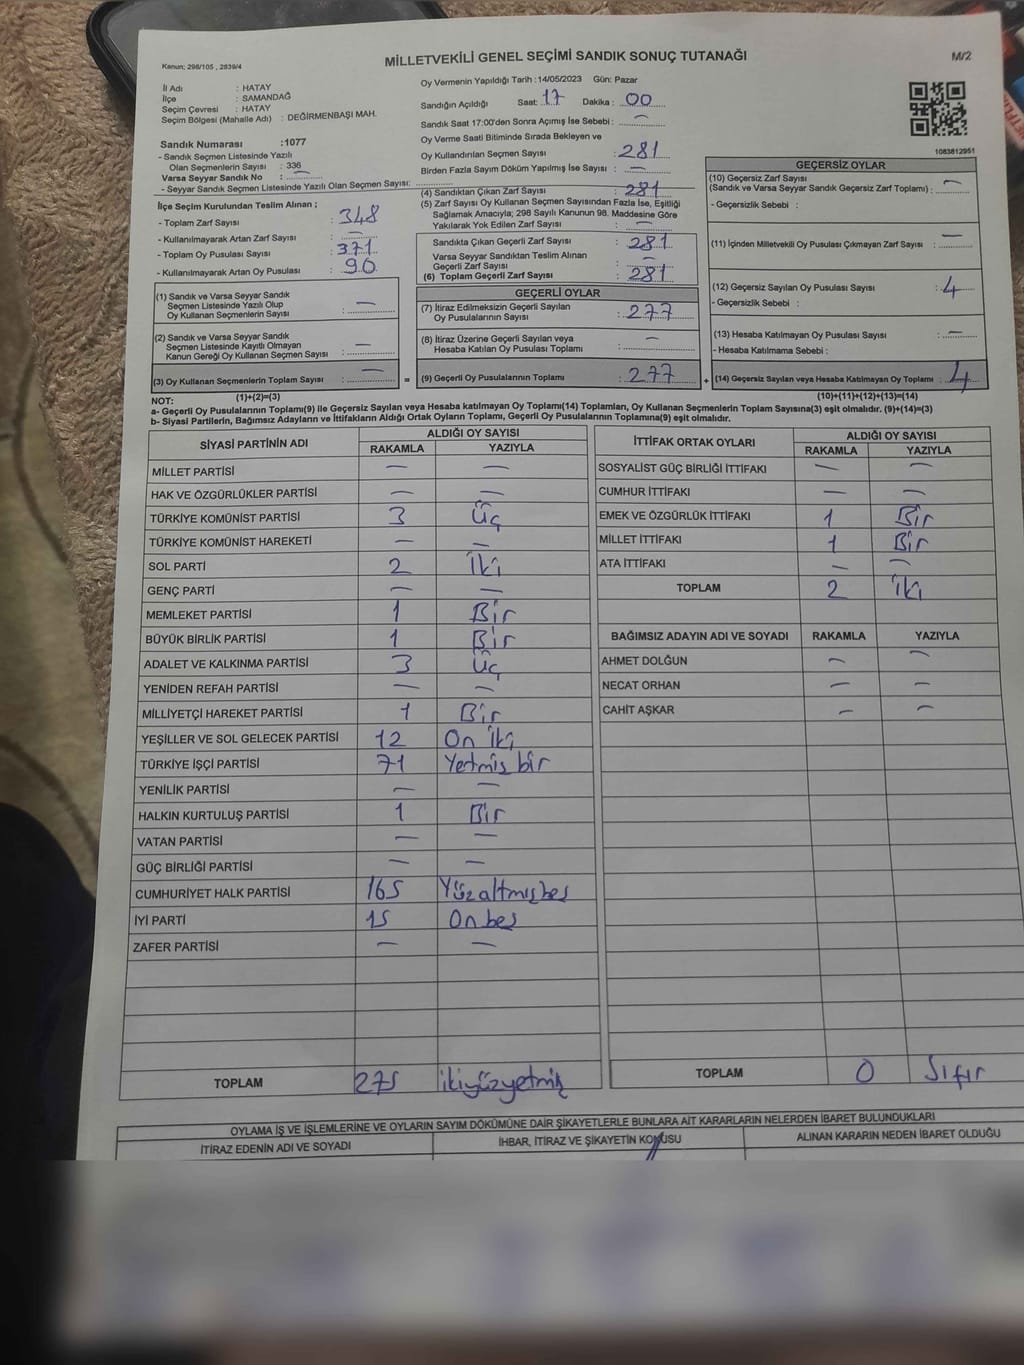 Kanun; 298/105 , 2839/4
MİLLETVEKİLİ GENEL SEÇİMİ SANDIK SONUÇ TUTANAĞI
M/2
İl Adı : HATAY
İlçe : SAMANDAĞ
Seçim Çevresi : HATAY
Seçim Bölgesi (Mahalle Adı) : DEĞİRMENBAŞI MAH.
Sandık Numarası :1077
- Sandık Seçmen Listesinde Yazılı
Olan Seçmenlerin Sayısı : 336
Varsa Seyyar Sandık No : —
- Seyyar Sandık Seçmen Listesinde Yazılı Olan Seçmen Sayısı:
İlçe Seçim Kurulundan Teslim Alınan ;
- Toplam Zarf Sayısı : 348
- Kullanılmayarak Artan Zarf Sayısı : —
- Toplam Oy Pusulası Sayısı : 371
- Kullanılmayarak Artan Oy Pusulası : 90
(1) Sandık ve Varsa Seyyar Sandık
Seçmen Listesinde Yazılı Olup
Oy Kullanan Seçmenlerin Sayısı : —
(2) Sandık ve Varsa Seyyar Sandık
Seçmen Listesinde Kayıtlı Olmayan
Kanun Gereği Oy Kullanan Seçmen Sayısı : —
(3) Oy Kullanan Seçmenlerin Toplam Sayısı : —
Oy Vermenin Yapıldığı Tarih :14/05/2023 Gün: Pazar
Sandığın Açıldığı Saat: 17 Dakika : 00
Sandık Saat 17:00'den Sonra Açımış İse Sebebi : —
Oy Verme Saati Bitiminde Sırada Bekleyen ve
Oy Kullandırılan Seçmen Sayısı : 281
Birden Fazla Sayım Döküm Yapılmış İse Sayısı : —
(4) Sandıktan Çıkan Zarf Sayısı : 281
(5) Zarf Sayısı Oy Kullanan Seçmen Sayısından Fazla İse, Eşitliği
Sağlamak Amacıyla; 298 Sayılı Kanunun 98. Maddesine Göre
Yakılarak Yok Edilen Zarf Sayısı : —
Sandıkta Çıkan Geçerli Zarf Sayısı : 281
Varsa Seyyar Sandıktan Teslim Alınan
Geçerli Zarf Sayısı : —
(6) Toplam Geçerli Zarf Sayısı : 281
GEÇERLİ OYLAR
(7) İtiraz Edilmeksizin Geçerli Sayılan
Oy Pusulalarının Sayısı : 277
(8) İtiraz Üzerine Geçerli Sayılan veya
Hesaba Katılan Oy Pusulası Toplamı : —
= (9) Geçerli Oy Pusulalarının Toplamı : 277 +
1083812951
GEÇERSİZ OYLAR
(10) Geçersiz Zarf Sayısı
(Sandık ve Varsa Seyyar Sandık Geçersiz Zarf Toplamı) : —
- Geçersizlik Sebebi :
(11) İçinden Milletvekili Oy Pusulası Çıkmayan Zarf Sayısı : —
(12) Geçersiz Sayılan Oy Pusulası Sayısı : 4
- Geçersizlik Sebebi :
(13) Hesaba Katılmayan Oy Pusulası Sayısı : —
- Hesaba Katılmama Sebebi :
(14) Geçersiz Sayılan veya Hesaba Katılmayan Oy Toplamı : 4
NOT: (1)+(2)=(3) (10)+(11)+(12)+(13)=(14)
a- Geçerli Oy Pusulalarının Toplamı(9) ile Geçersiz Sayılan veya Hesaba Katılmayan Oy Toplamı(14) Toplamları, Oy Kullanan Seçmenlerin Toplam Sayısına(3) eşit olmalıdır. (9)+(14)=(3)
b- Siyasi Partilerin, Bağımsız Adayların ve İttifakların Aldığı Ortak Oyların Toplamı, Geçerli Oy Pusulalarının Toplamına(9) eşit olmalıdır.
SİYASİ PARTİNİN ADI ALDIĞI OY SAYISI
RAKAMLA YAZIYLA
MİLLET PARTİSİ — —
HAK VE ÖZGÜRLÜKLER PARTİSİ — —
TÜRKİYE KOMÜNİST PARTİSİ 3 Üç
TÜRKİYE KOMÜNİST HAREKETİ — —
SOL PARTİ 2 İki
GENÇ PARTİ — —
MEMLEKET PARTİSİ 1 Bir
BÜYÜK BİRLİK PARTİSİ 1 Bir
ADALET VE KALKINMA PARTİSİ 3 Üç
YENİDEN REFAH PARTİSİ — —
MİLLİYETÇİ HAREKET PARTİSİ 1 Bir
YEŞİLLER VE SOL GELECEK PARTİSİ 12 On iki
TÜRKİYE İŞÇİ PARTİSİ 71 Yetmiş bir
YENİLİK PARTİSİ — —
HALKIN KURTULUŞ PARTİSİ 1 Bir
VATAN PARTİSİ — —
GÜÇ BİRLİĞİ PARTİSİ — —
CUMHURİYET HALK PARTİSİ 165 Yüzaltmışbeş
İYİ PARTİ 15 Onbeş
ZAFER PARTİSİ — —
TOPLAM 275 ikiyüzyetmiş
İTTİFAK ORTAK OYLARI ALDIĞI OY SAYISI
RAKAMLA YAZIYLA
SOSYALİST GÜÇ BİRLİĞİ İTTİFAKI — —
CUMHUR İTTİFAKI — —
EMEK VE ÖZGÜRLÜK İTTİFAKI 1 Bir
MİLLET İTTİFAKI 1 Bir
ATA İTTİFAKI — —
TOPLAM 2 İki
BAĞIMSIZ ADAYIN ADI VE SOYADI RAKAMLA YAZIYLA
AHMET DOLĞUN — —
NECAT ORHAN — —
CAHİT AŞKAR — —
TOPLAM 0 Sıfır
OYLAMA İŞ VE İŞLEMLERİNE VE OYLARIN SAYIM DÖKÜMÜNE DAİR ŞİKAYETLERLE BUNLARA AİT KARARLARIN NELERDEN İBARET BULUNDUKLARI
İTİRAZ EDENİN ADI VE SOYADI İHBAR, İTİRAZ VE ŞİKAYETİN KONUSU ALINAN KARARIN NEDEN İBARET OLDUĞU